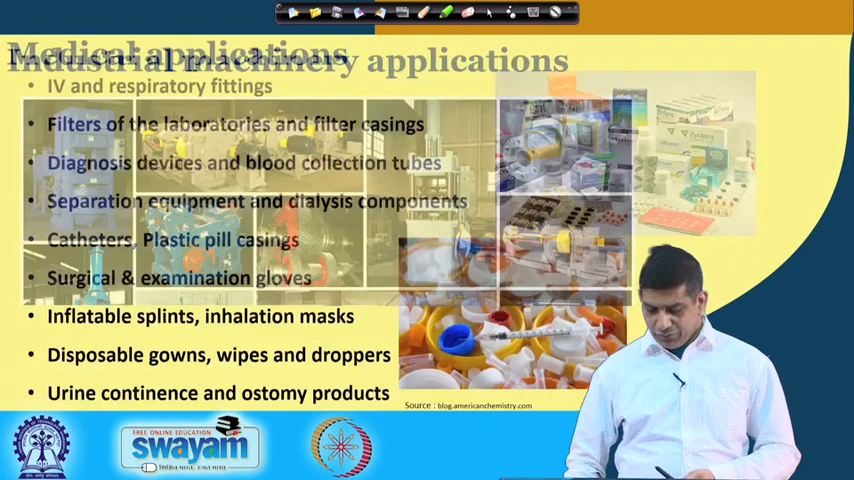 Medical applications
Industrial machinery applications
• IV and respiratory fittings
• Filters of the laboratories and filter casings
• Diagnosis devices and blood collection tubes
• Separation equipment and dialysis components
• Catheters, Plastic pill casings
• Surgical & examination gloves
• Inflatable splints, inhalation masks
• Disposable gowns, wipes and droppers
• Urine continence and ostomy products
Source : blog.americanchemistry.com
FREE ONLINE EDUCATION
swayam